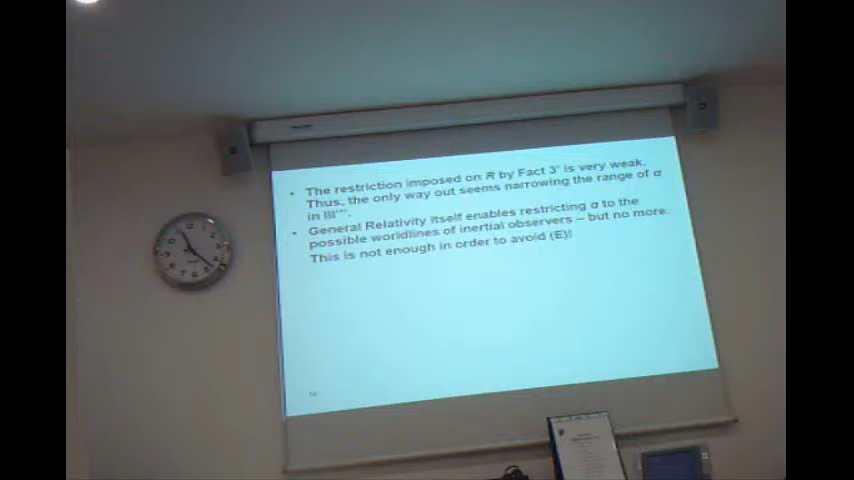 • The restriction imposed on R by Fact 3' is very weak.
Thus, the only way out seems narrowing the range of α
in III''''.
• General Relativity itself enables restricting α to the
possible worldlines of inertial observers – but no more.
This is not enough in order to avoid (E)!